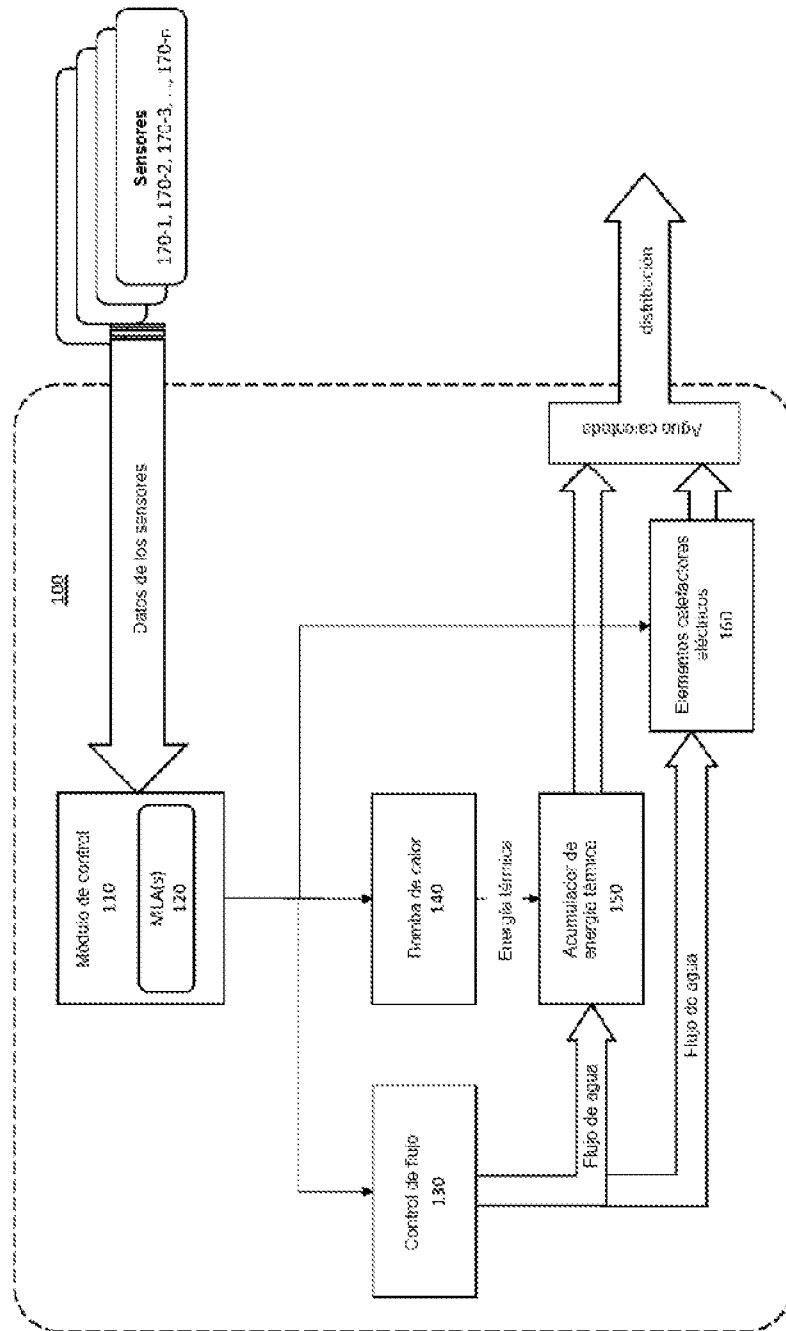 Sensores
170-1, 170-2, 170-3, ..., 170-n
100
Datos de los sensores
Módulo de control
110
MLA(s)
120
Control de flujo
130
Bomba de calor
140
Energía térmica
Acumulador de
energía térmica
150
Flujo de agua
Flujo de agua
Elementos calefactores
eléctricos
160
Agua calentada
distribución